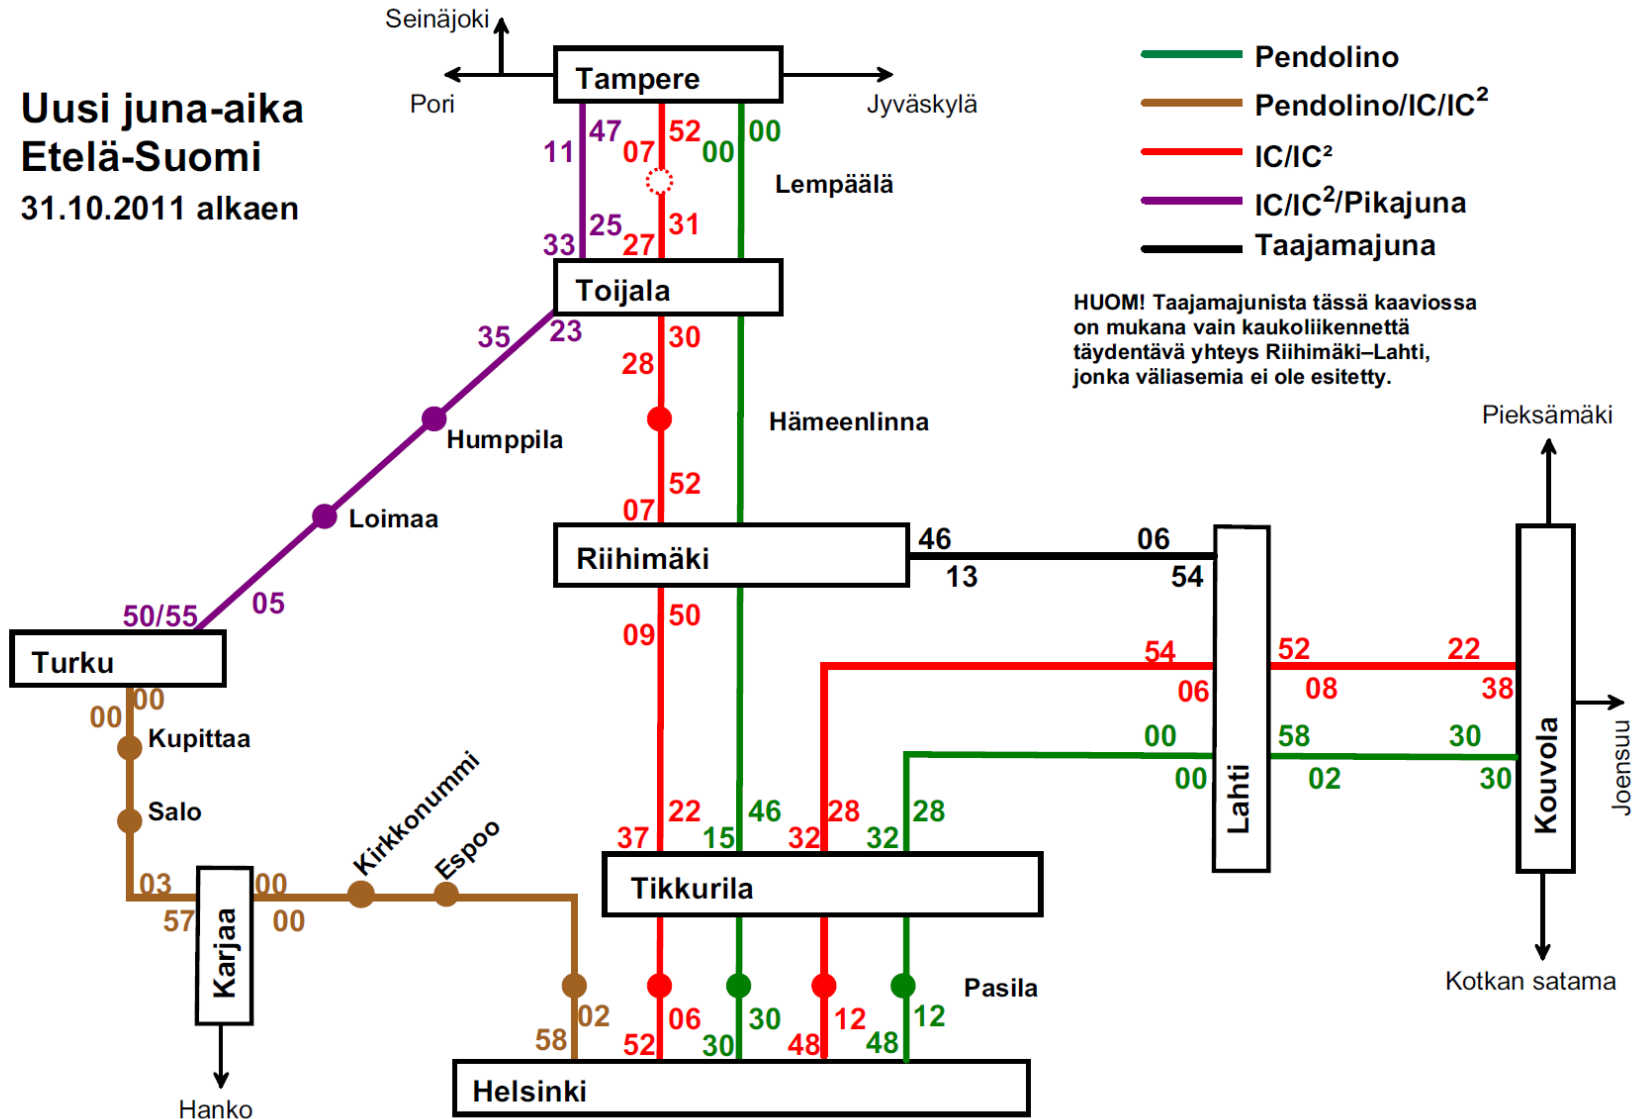 Seinäjoki
Pori
Tampere
Jyväskylä
Uusi juna-aika
Etelä-Suomi
31.10.2011 alkaen
Pendolino
Pendolino/IC/IC²
IC/IC²
IC/IC²/Pikajuna
Taajamajuna
HUOM! Taajamajunista tässä kaaviossa
on mukana vain kaukoliikennettä
täydentävä yhteys Riihimäki–Lahti,
jonka väliasemia ei ole esitetty.
47 52 00
11 07 00
Lempäälä
25 31
33 27
Toijala
35 23 30
28
Humppila
Hämeenlinna
Loimaa
52
07
Riihimäki
46 06
13 54
Pieksämäki
50/55 05
50
09
Turku
00
00
Kupittaa
Salo
Kirkkonummi
Espoo
03 00
57 00
Karjaa
Hanko
54 52 22
06 08 38
00 58 30
00 02 30
Lahti
Kouvola
Joensuu
Kotkan satama
22 46 28 28
37 15 32 32
Tikkurila
Pasila
02 06 30 12 12
58 52 30 48 48
Helsinki